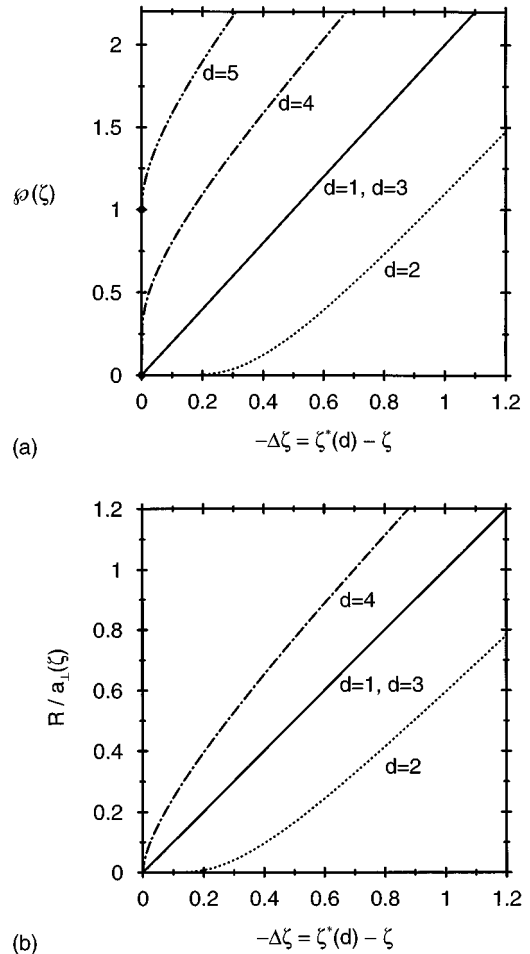 2
1.5
℘(ζ)
1
0.5
0
d=5
d=4
d=1, d=3
d=2
0 0.2 0.4 0.6 0.8 1 1.2
(a)
−Δζ = ζ*(d) − ζ
1.2
1
0.8
R / a⊥(ζ)
0.6
0.4
0.2
0
d=4
d=1, d=3
d=2
0 0.2 0.4 0.6 0.8 1 1.2
(b)
−Δζ = ζ*(d) − ζ